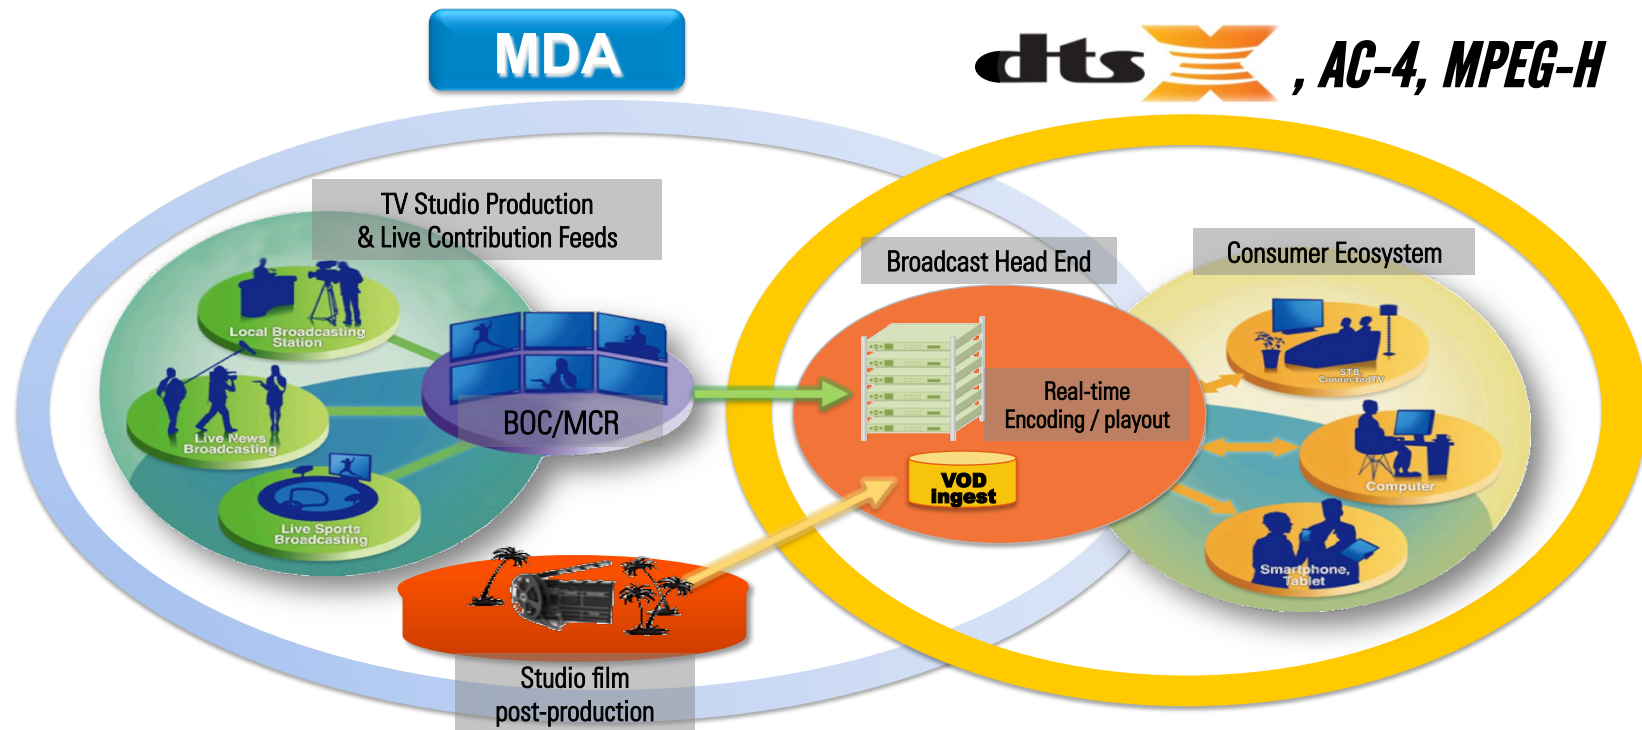 MDA
dts X , AC-4, MPEG-H
TV Studio Production
& Live Contribution Feeds
Broadcast Head End
Consumer Ecosystem
Local Broadcasting
Station
BOC/MCR
Live News
Broadcasting
Live Sports
Broadcasting
Real-time
Encoding / playout
VOD
ingest
STB-
ConnectedTV
Computer
Smartphone,
Tablet
Studio film
post-production